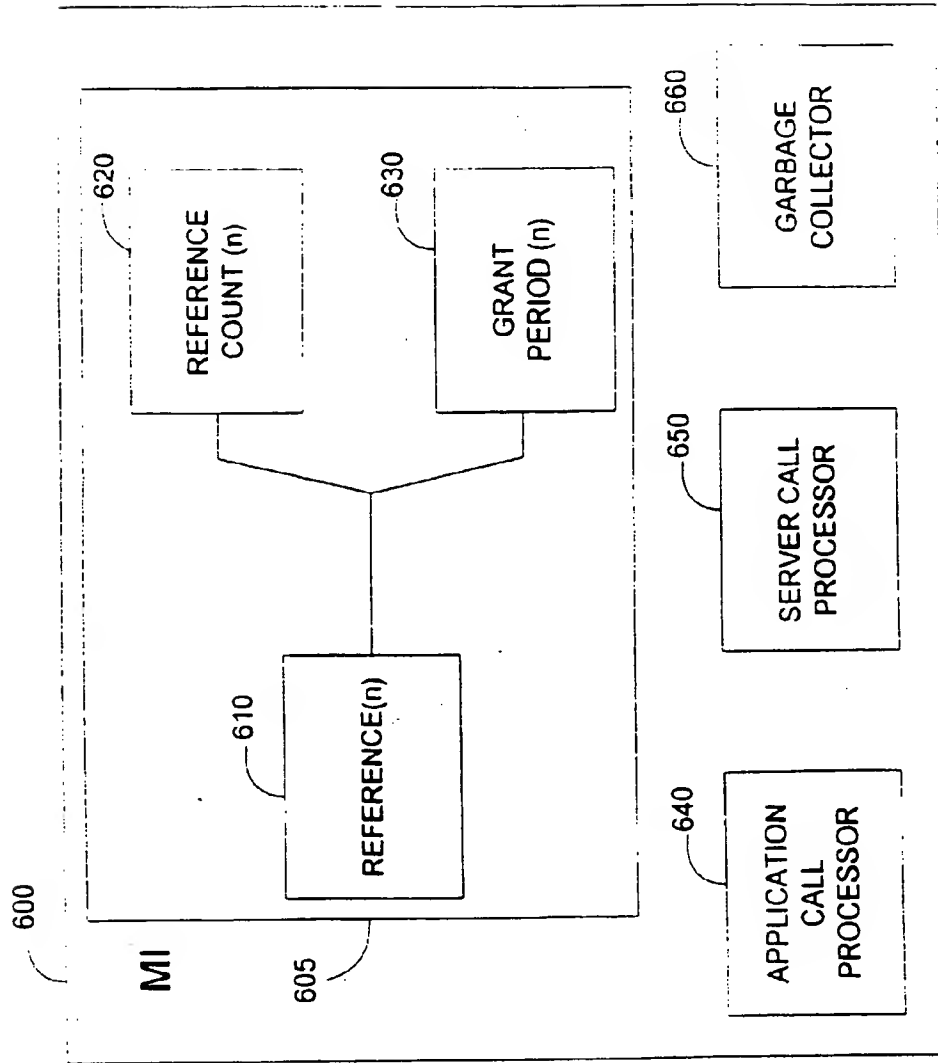 600
MI
605
610
REFERENCE(n)
620
REFERENCE
COUNT (n)
630
GRANT
PERIOD (n)
640
APPLICATION
CALL
PROCESSOR
650
SERVER CALL
PROCESSOR
660
GARBAGE
COLLECTOR